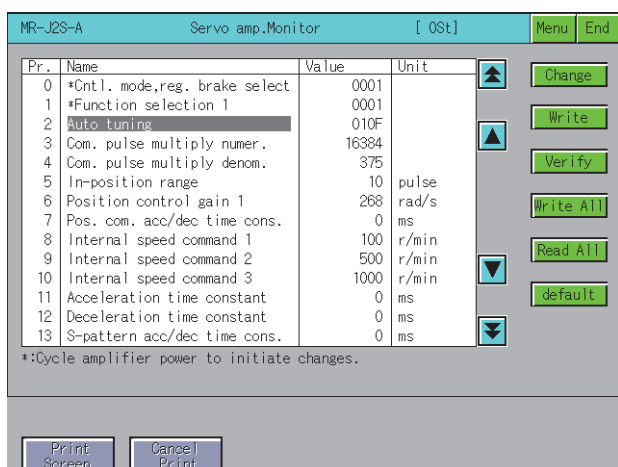 MR-J2S-A Servo amp.Monitor [ OSt] Menu End
Pr. Name Value Unit
0 *Cntl. mode,reg. brake select 0001
1 *Function selection 1 0001
2 Auto tuning 010F
3 Com. pulse multiply numer. 16384
4 Com. pulse multiply denom. 375
5 In-position range 10 pulse
6 Position control gain 1 268 rad/s
7 Pos. com. acc/dec time cons. 0 ms
8 Internal speed command 1 100 r/min
9 Internal speed command 2 500 r/min
10 Internal speed command 3 1000 r/min
11 Acceleration time constant 0 ms
12 Deceleration time constant 0 ms
13 S-pattern acc/dec time cons. 0 ms
*:Cycle amplifier power to initiate changes.
Change
Write
Verify
Write All
Read All
default
Print
Screen
Cancel
Print